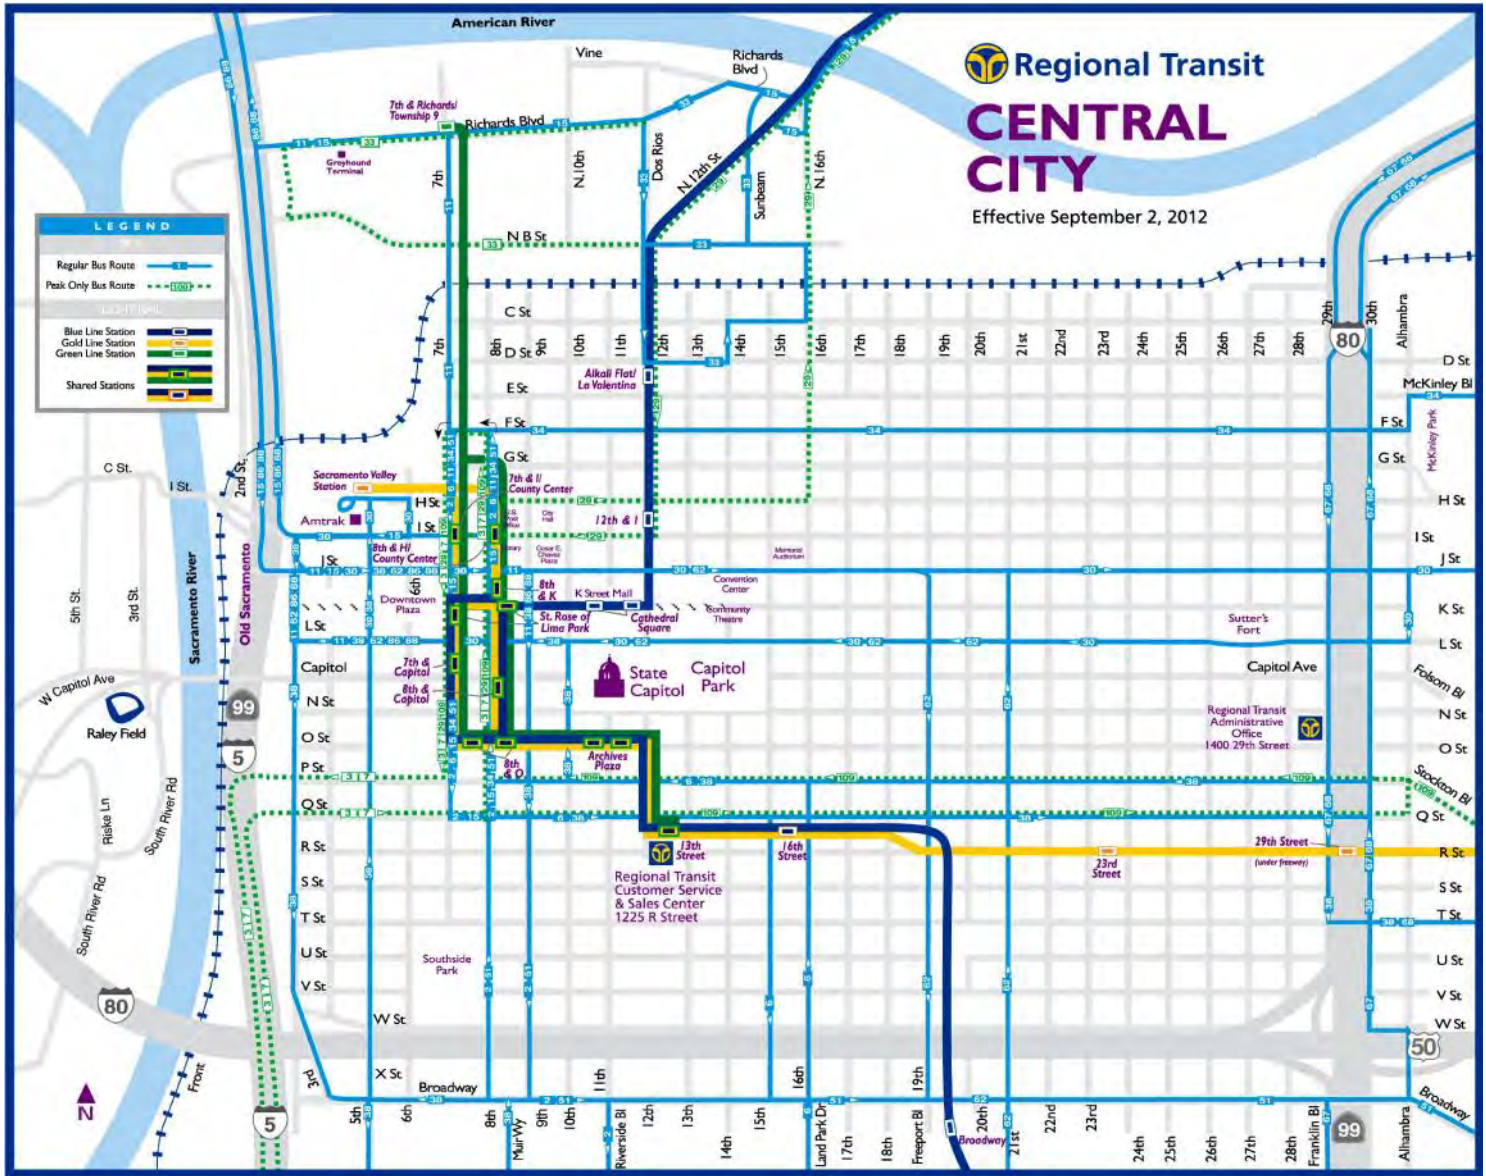 American River
Vine
Richards
Blvd
Regional Transit
CENTRAL
CITY
Effective September 2, 2012
7th & Richards/
Township 9
Richards Blvd
Greyhound
Terminal
7th
N.10th
Dos Rios
N. 12th St
Sunbeam
N. 16th
N B St
LEGEND
Regular Bus Route
Peak Only Bus Route
Blue Line Station
Gold Line Station
Green Line Station
Shared Stations
C St
7th
8th
9th
10th
11th
12th
13th
14th
15th
16th
17th
18th
19th
20th
21st
22nd
23rd
24th
25th
26th
27th
28th
29th
30th
Alhambra
80
D St
D St
McKinley Bl
Alkali Flat/
La Valentina
E St
F St
F St
G St
G St
McKinley Park
C St.
I St.
2nd St.
Sacramento Valley
Station
7th & I/
County Center
H St
H St
Amtrak
I St
City
Hall
12th & I
I St
8th & H/
County Center
Cesar E.
Chavez
Plaza
Memorial
Auditorium
J St
J St
5th St.
3rd St.
Sacramento River
Old Sacramento
6th
Downtown
Plaza
8th
& K
K Street Mall
Convention
Center
Community
Theatre
K St
L St
St. Rose of
Lima Park
Cathedral
Square
Sutter's
Fort
L St
Capitol
7th &
Capitol
State
Capitol
Capitol
Park
Capitol Ave
Folsom Bl
W Capitol Ave
Raley Field
99
N St
8th &
Capitol
Regional Transit
Administrative
Office
1400 29th Street
N St
O St
O St
5
P St
8th
& O
Archives
Plaza
Stockton Bl
Q St
Q St
Riske Ln
South River Rd
R St
13th
Street
16th
Street
23rd
Street
29th Street
(under freeway)
R St
Regional Transit
Customer Service
& Sales Center
1225 R Street
S St
S St
T St
T St
South River Rd
U St
Southside
Park
U St
V St
V St
80
W St
W St
50
Front
3rd
X St
Broadway
11th
16th
19th
Broadway
N
5
5th
6th
8th
Muir Wy
9th
10th
Riverside Bl
12th
13th
14th
15th
Land Park Dr
17th
18th
Freeport Bl
Broadway
20th
21st
22nd
23rd
24th
25th
26th
27th
28th
Franklin Bl
99
Alhambra